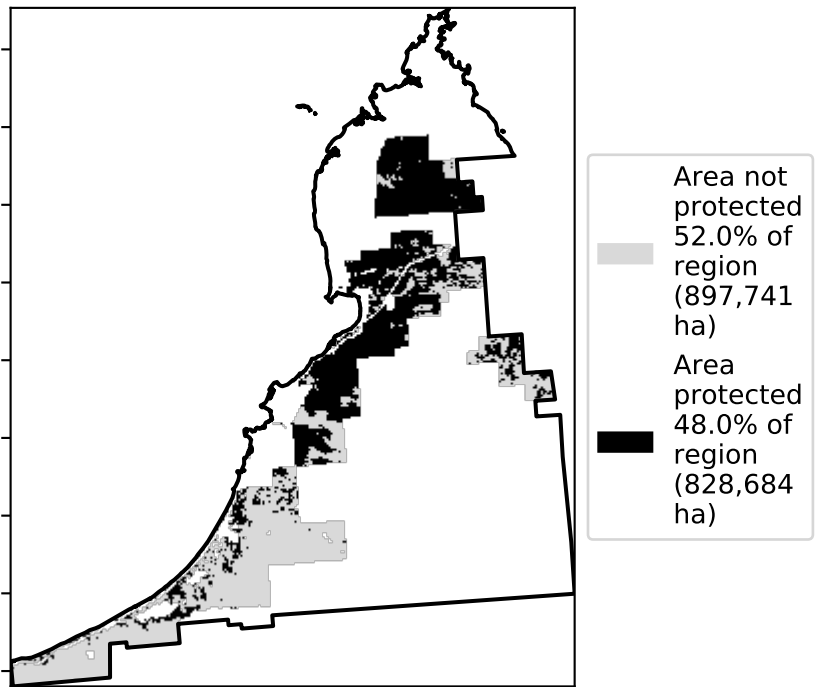 Area not
protected
52.0% of
region
(897,741
ha)
Area
protected
48.0% of
region
(828,684
ha)